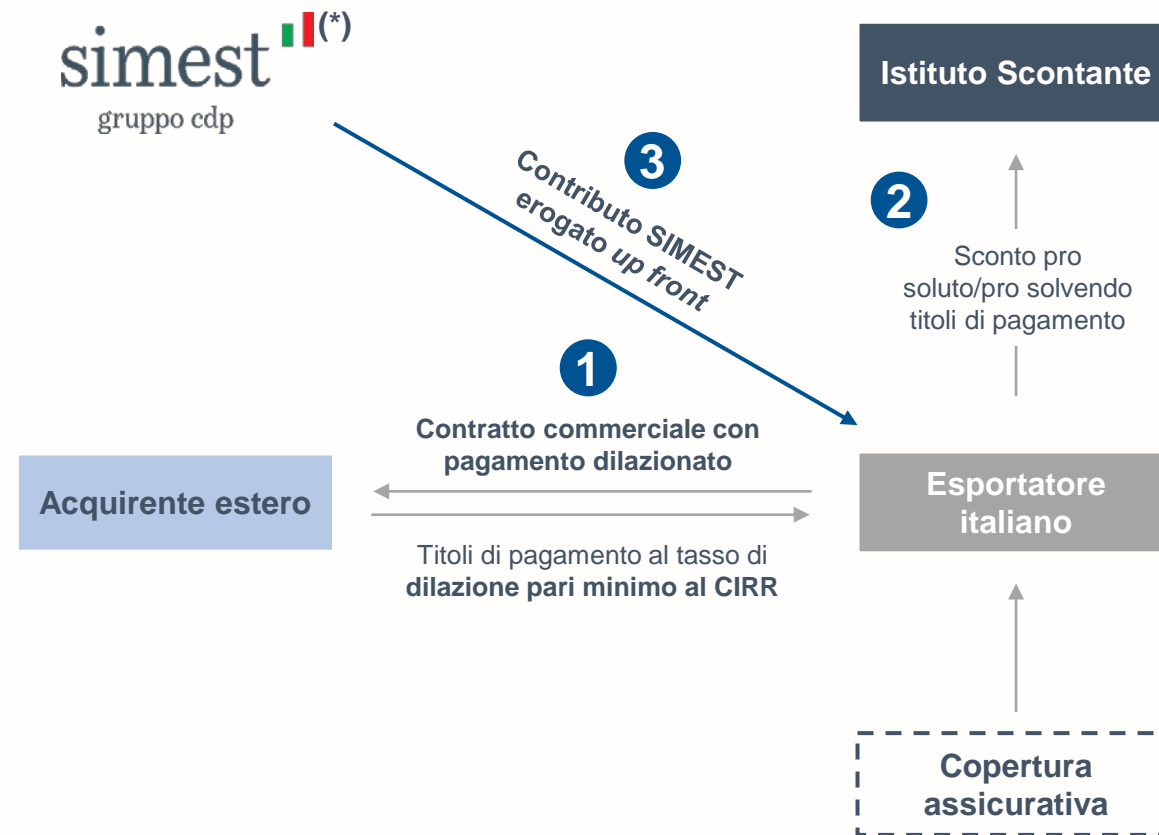 simest (*)
gruppo cdp
Istituto Scontante
3
Contributo SIMEST
erogato up front
2
Sconto pro
soluto/pro solvendo
titoli di pagamento
1
Contratto commerciale con
pagamento dilazionato
Acquirente estero
Esportatore
italiano
Titoli di pagamento al tasso di
dilazione pari minimo al CIRR
Copertura
assicurativa